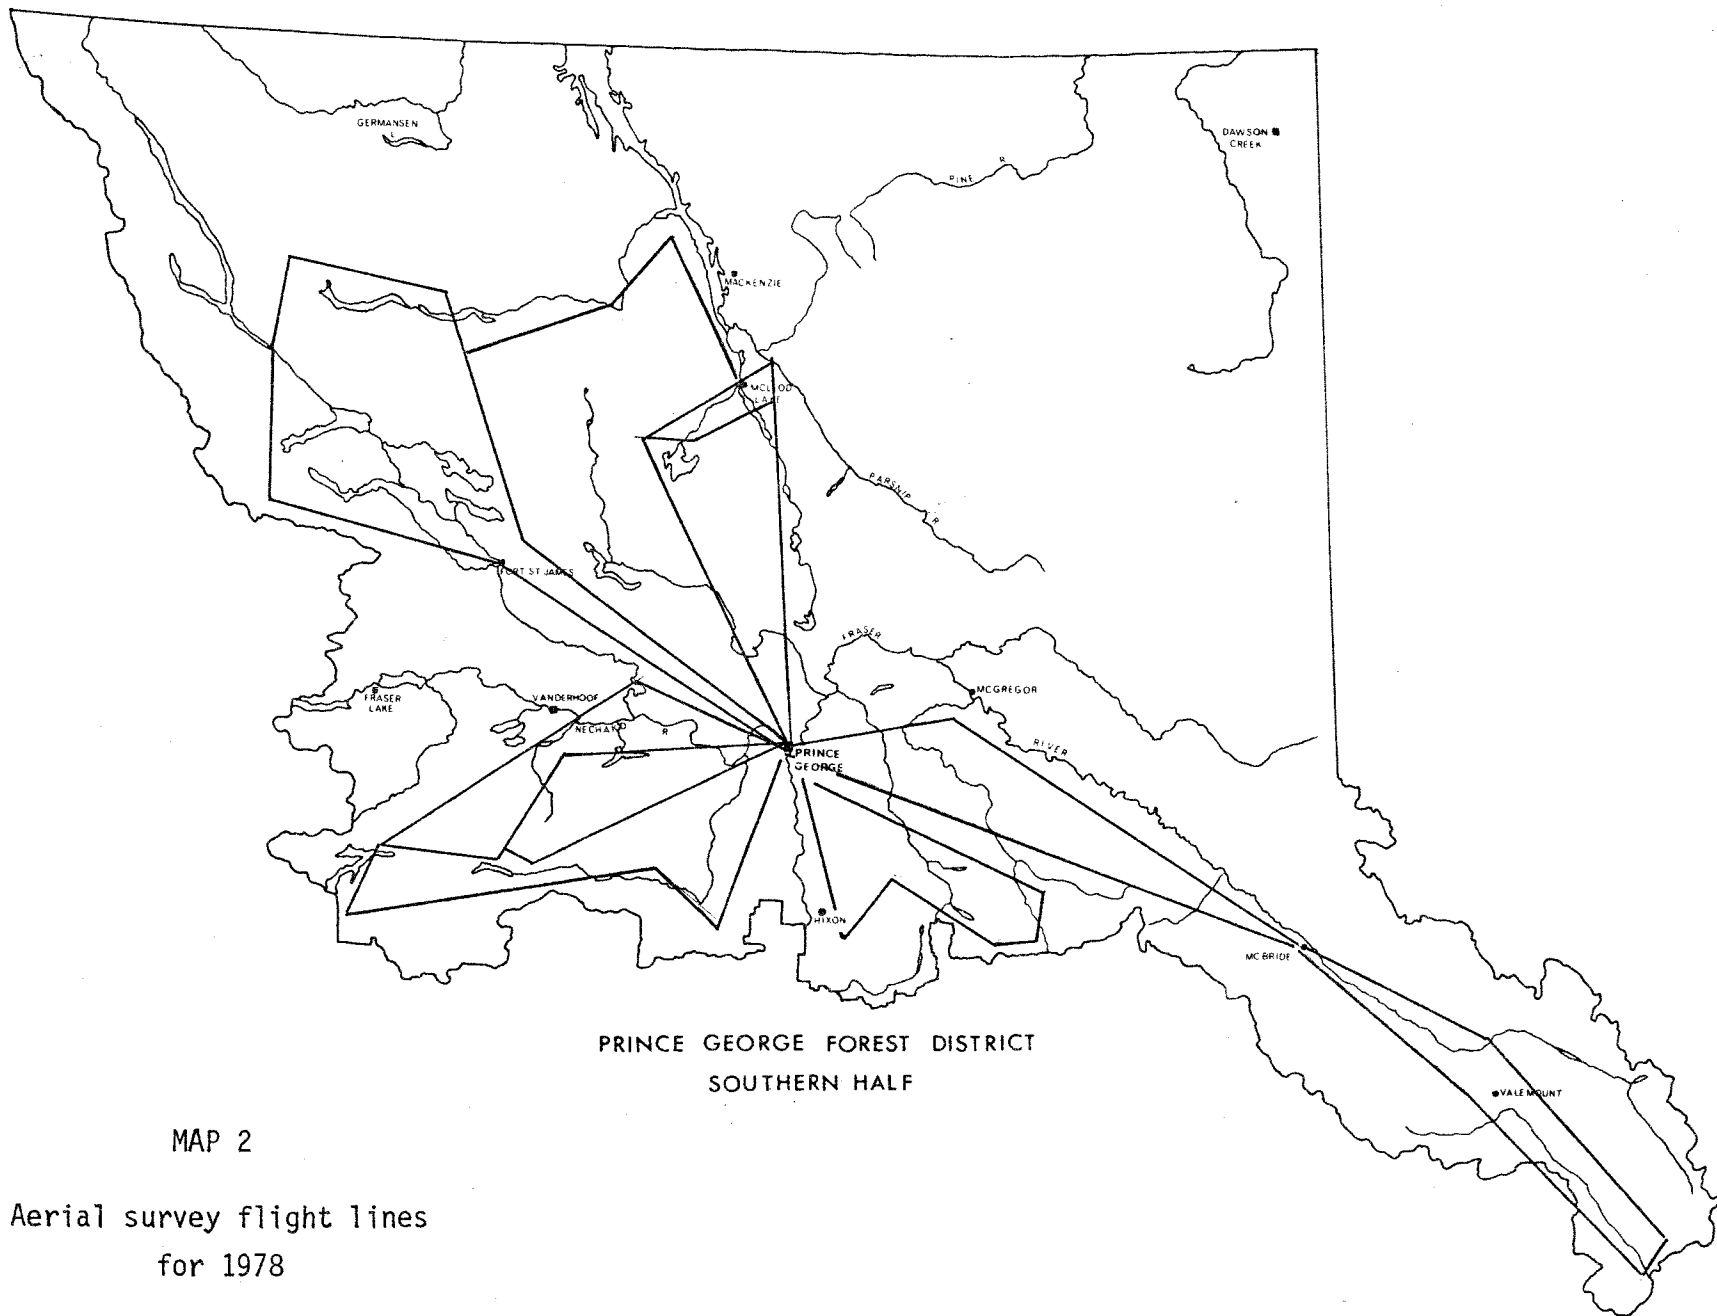 GERMANSEN
L
DAWSON
CREEK
PINE R
MACKENZIE
MCLEOD
LAKE
PARSNIP R
FORT ST JAMES
FRASER
MCGREGOR
FRASER
LAKE
VANDERHOOF
NECHAKO R
RIVER
PRINCE
GEORGE
HIXON
MC BRIDE
VALEMOUNT
PRINCE GEORGE FOREST DISTRICT
SOUTHERN HALF
MAP 2
Aerial survey flight lines
for 1978